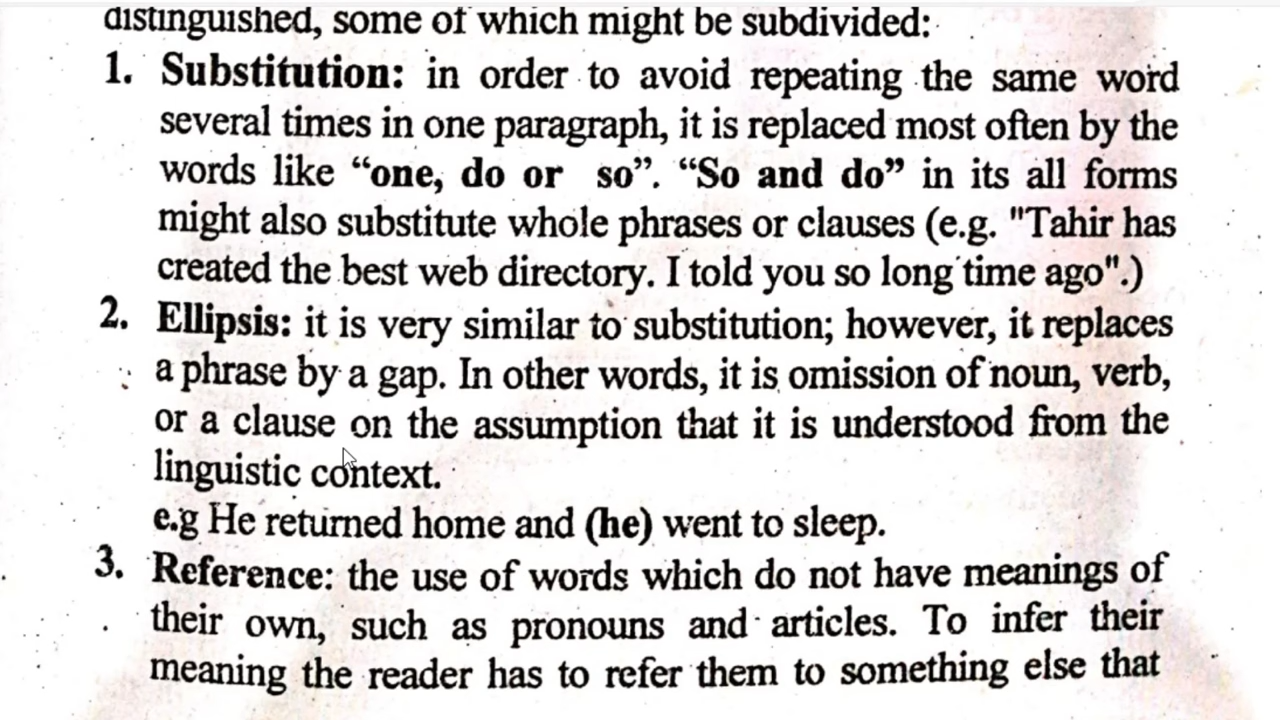 distinguished, some of which might be subdivided:
1. Substitution: in order to avoid repeating the same word
several times in one paragraph, it is replaced most often by the
words like “one, do or so”. “So and do” in its all forms
might also substitute whole phrases or clauses (e.g. "Tahir has
created the best web directory. I told you so long time ago".)
2. Ellipsis: it is very similar to substitution; however, it replaces
a phrase by a gap. In other words, it is omission of noun, verb,
or a clause on the assumption that it is understood from the
linguistic context.
e.g He returned home and (he) went to sleep.
3. Reference: the use of words which do not have meanings of
their own, such as pronouns and articles. To infer their
meaning the reader has to refer them to something else that